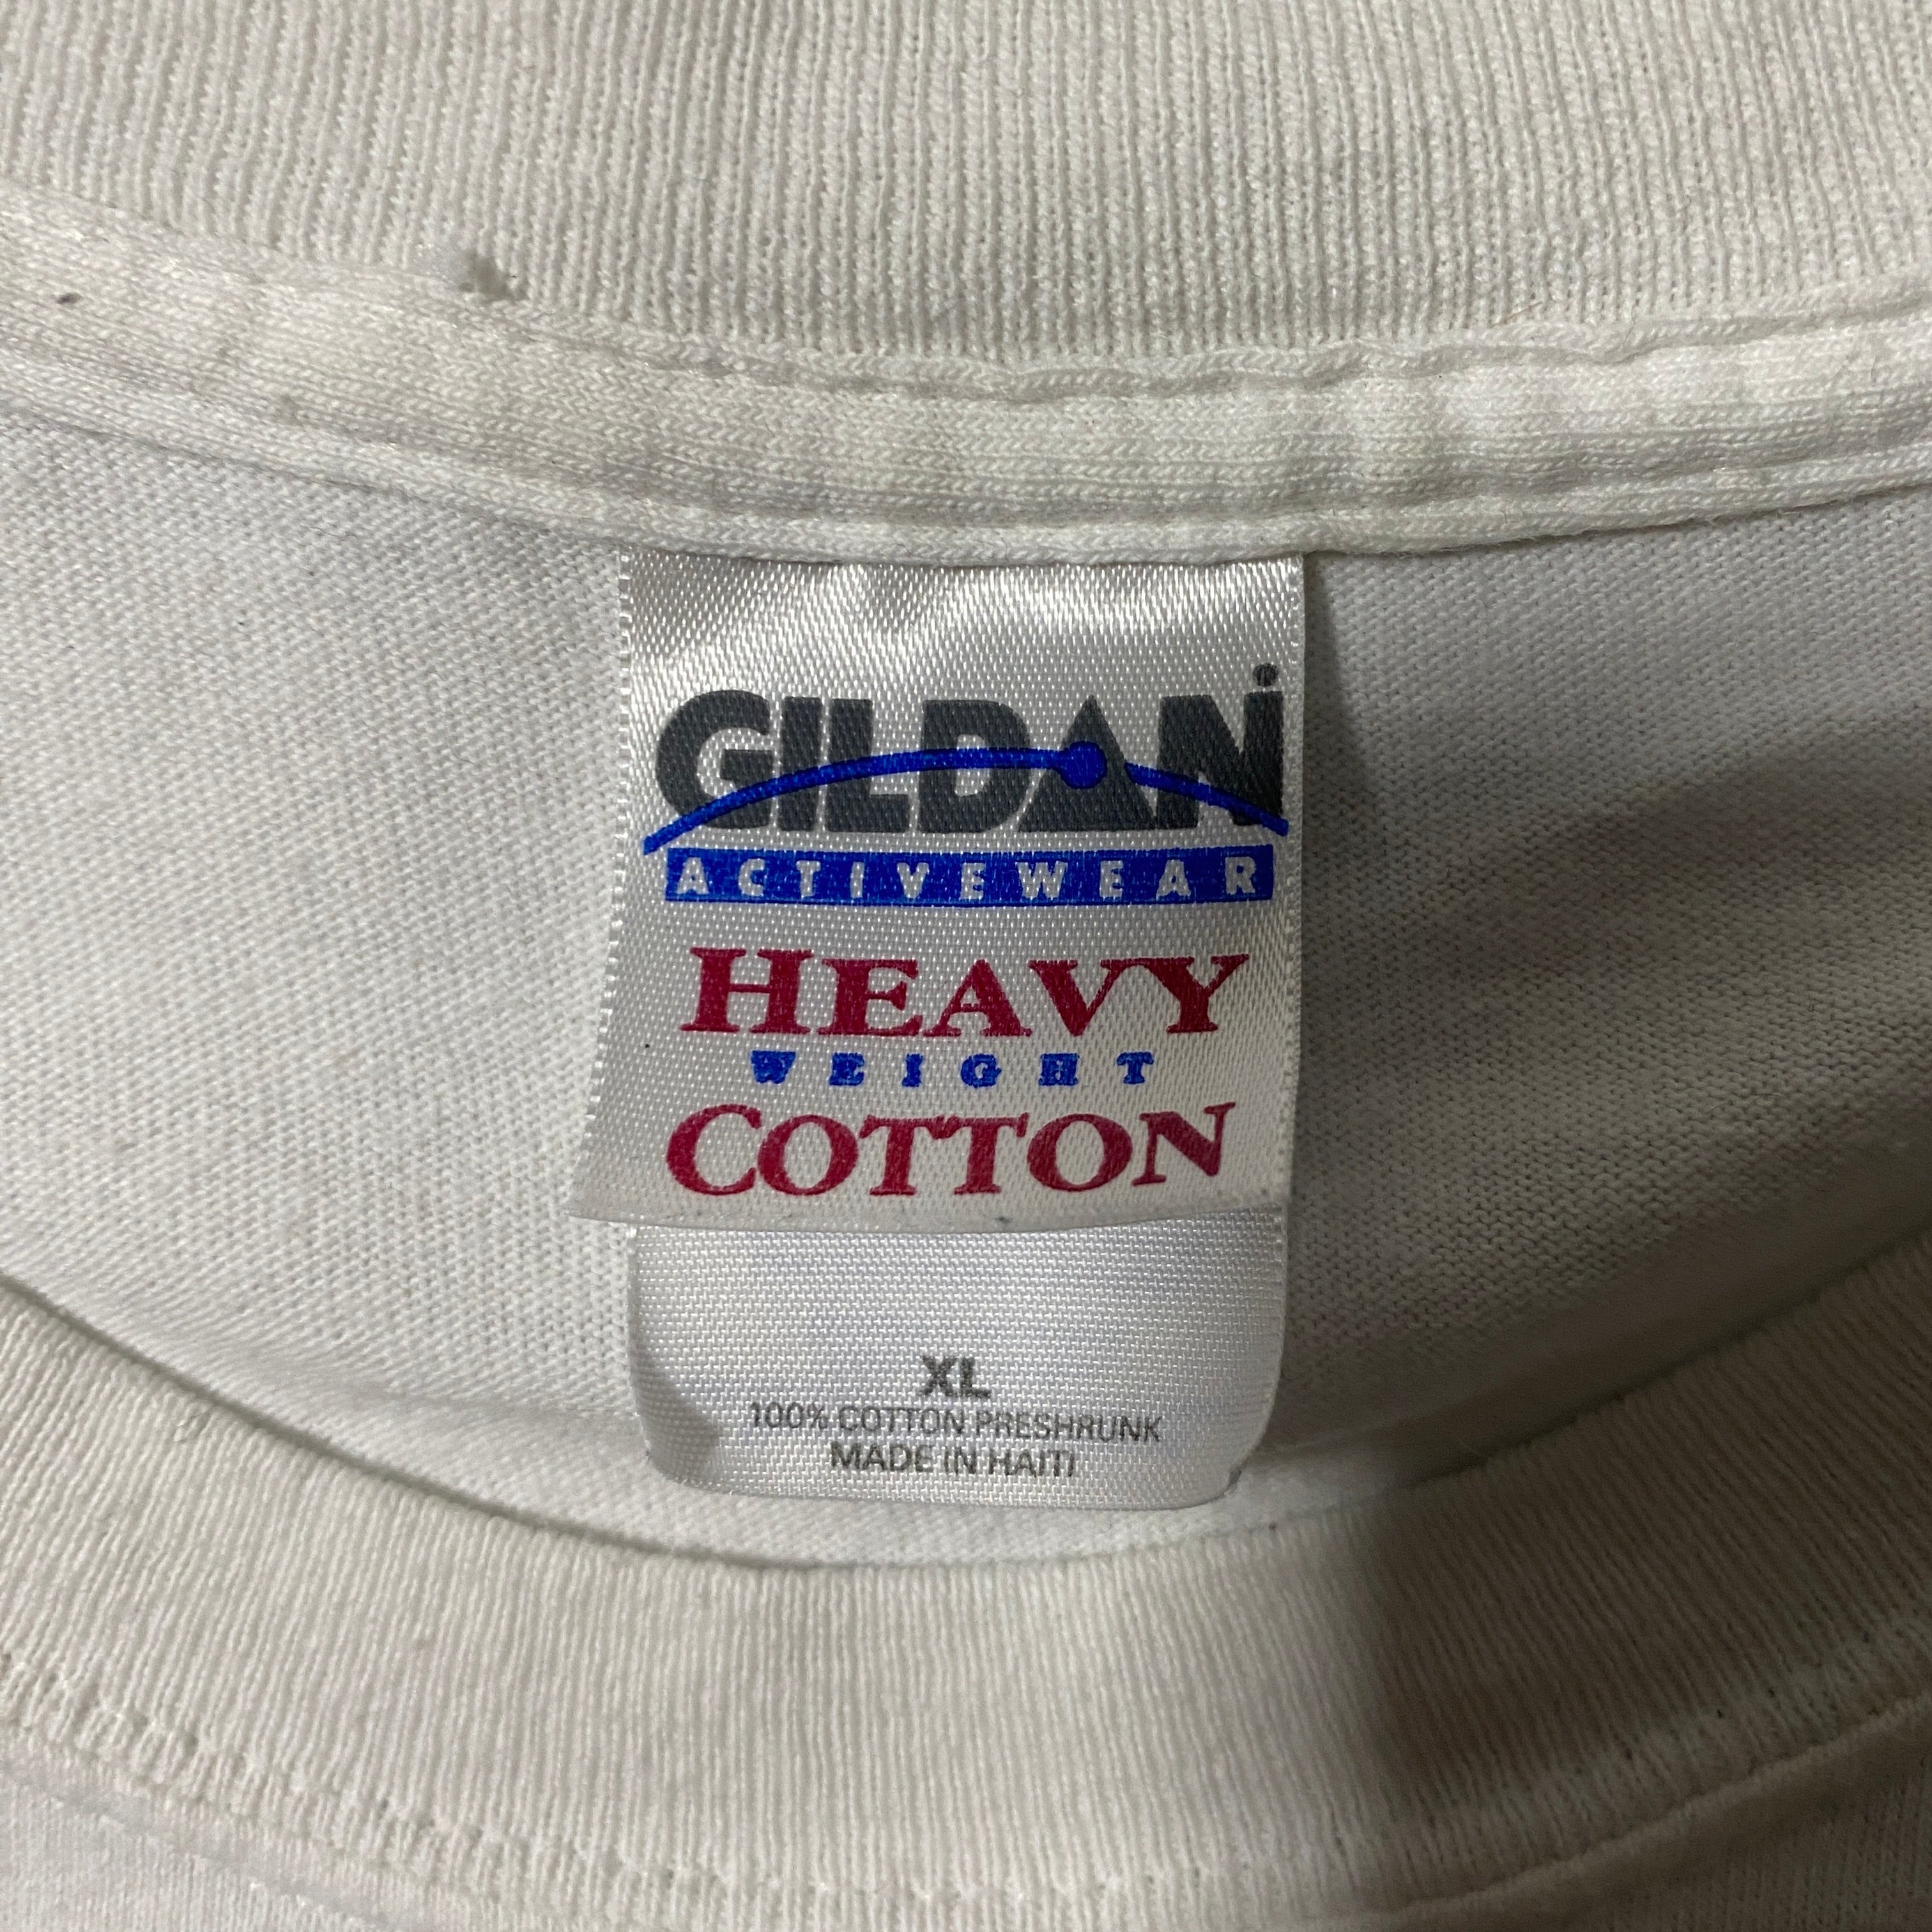 GILDAN
ACTIVEWEAR
HEAVY
WEIGHT
COTTON
XL
100% COTTON PRESHRUNK
MADE IN HAITI